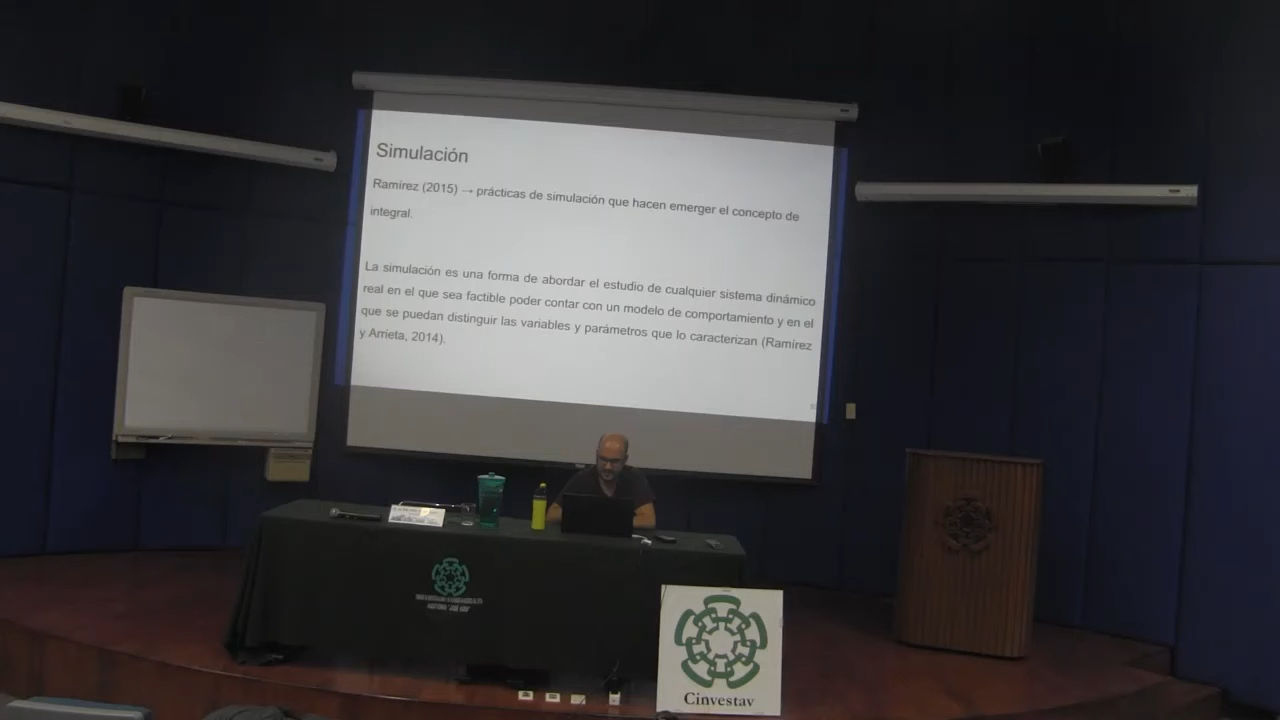 Simulación
Ramírez (2015) → prácticas de simulación que hacen emerger el concepto de
integral.
La simulación es una forma de abordar el estudio de cualquier sistema dinámico
real en el que sea factible poder contar con un modelo de comportamiento y en el
que se puedan distinguir las variables y parámetros que lo caracterizan (Ramírez
y Arrieta, 2014).
Cinvestav